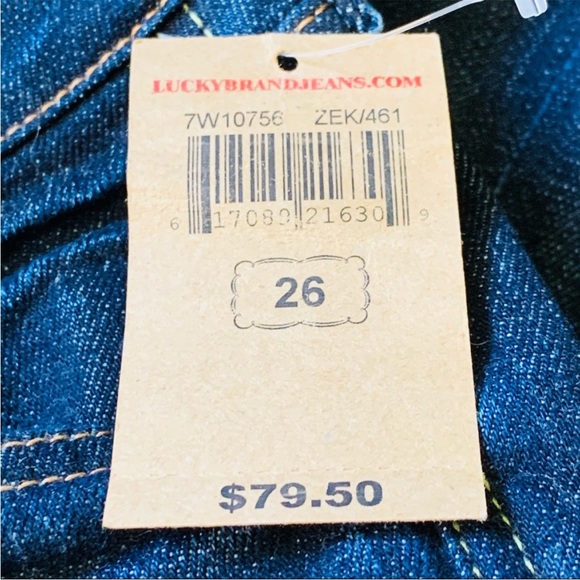 LUCKYBRANDJEANS.COM
7W10756 ZEK/461
6 17089 21630 9
26
$79.50